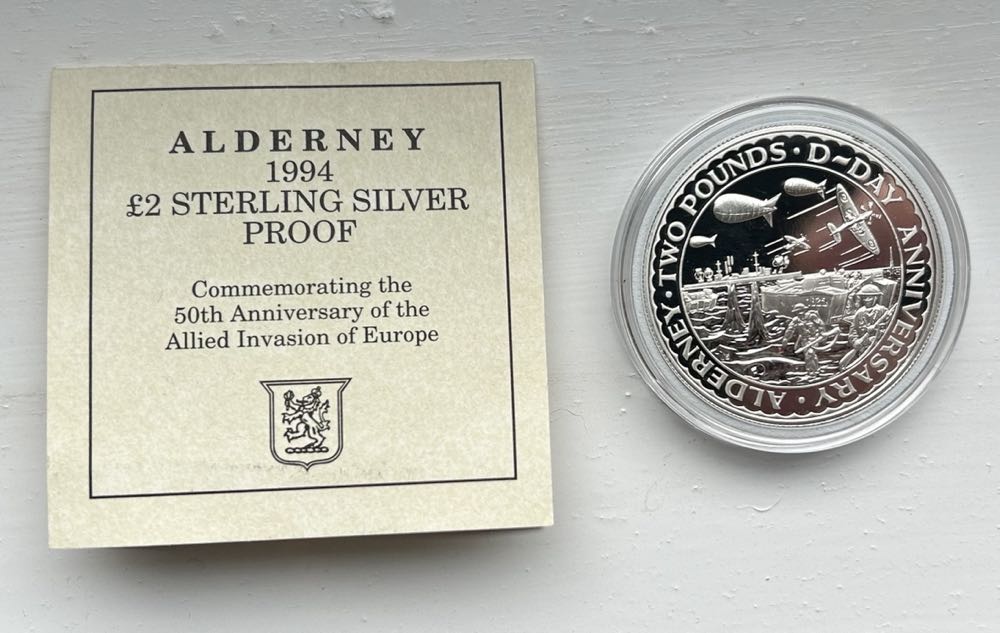 ALDERNEY
1994
£2 STERLING SILVER
PROOF
Commemorating the
50th Anniversary of the
Allied Invasion of Europe
ALDERNEY · TWO POUNDS · D-DAY ANNIVERSARY ·